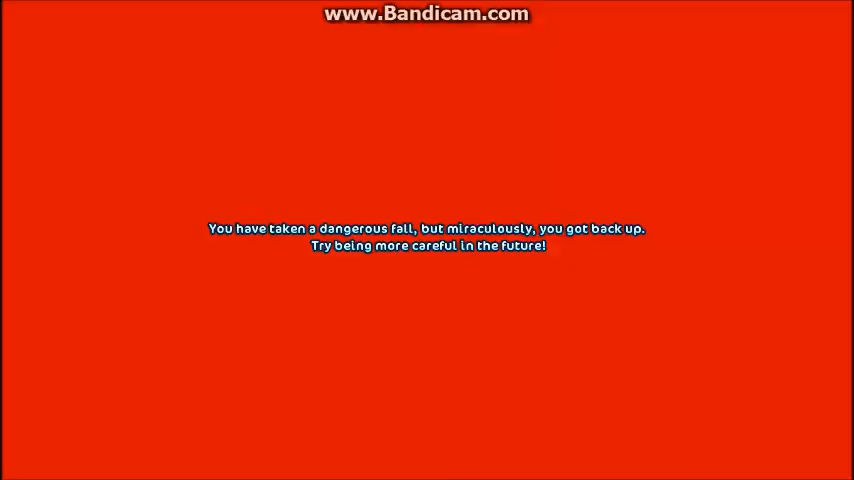 www.Bandicam.com
You have taken a dangerous fall, but miraculously, you got back up.
Try being more careful in the future!